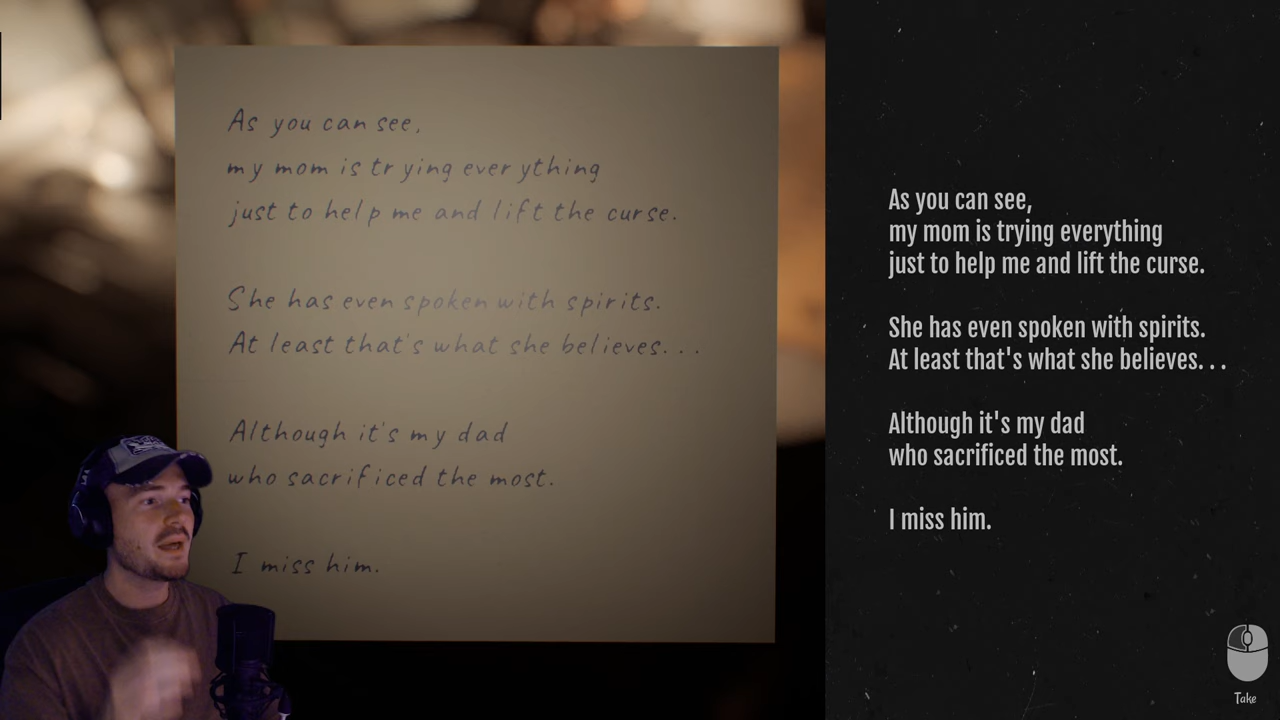 As you can see,
my mom is trying everything
just to help me and lift the curse.
She has even spoken with spirits.
At least that's what she believes. . .
Although it's my dad
who sacrificed the most.
I miss him.
As you can see,
my mom is trying everything
just to help me and lift the curse.
She has even spoken with spirits.
At least that's what she believes. . .
Although it's my dad
who sacrificed the most.
I miss him.
Take